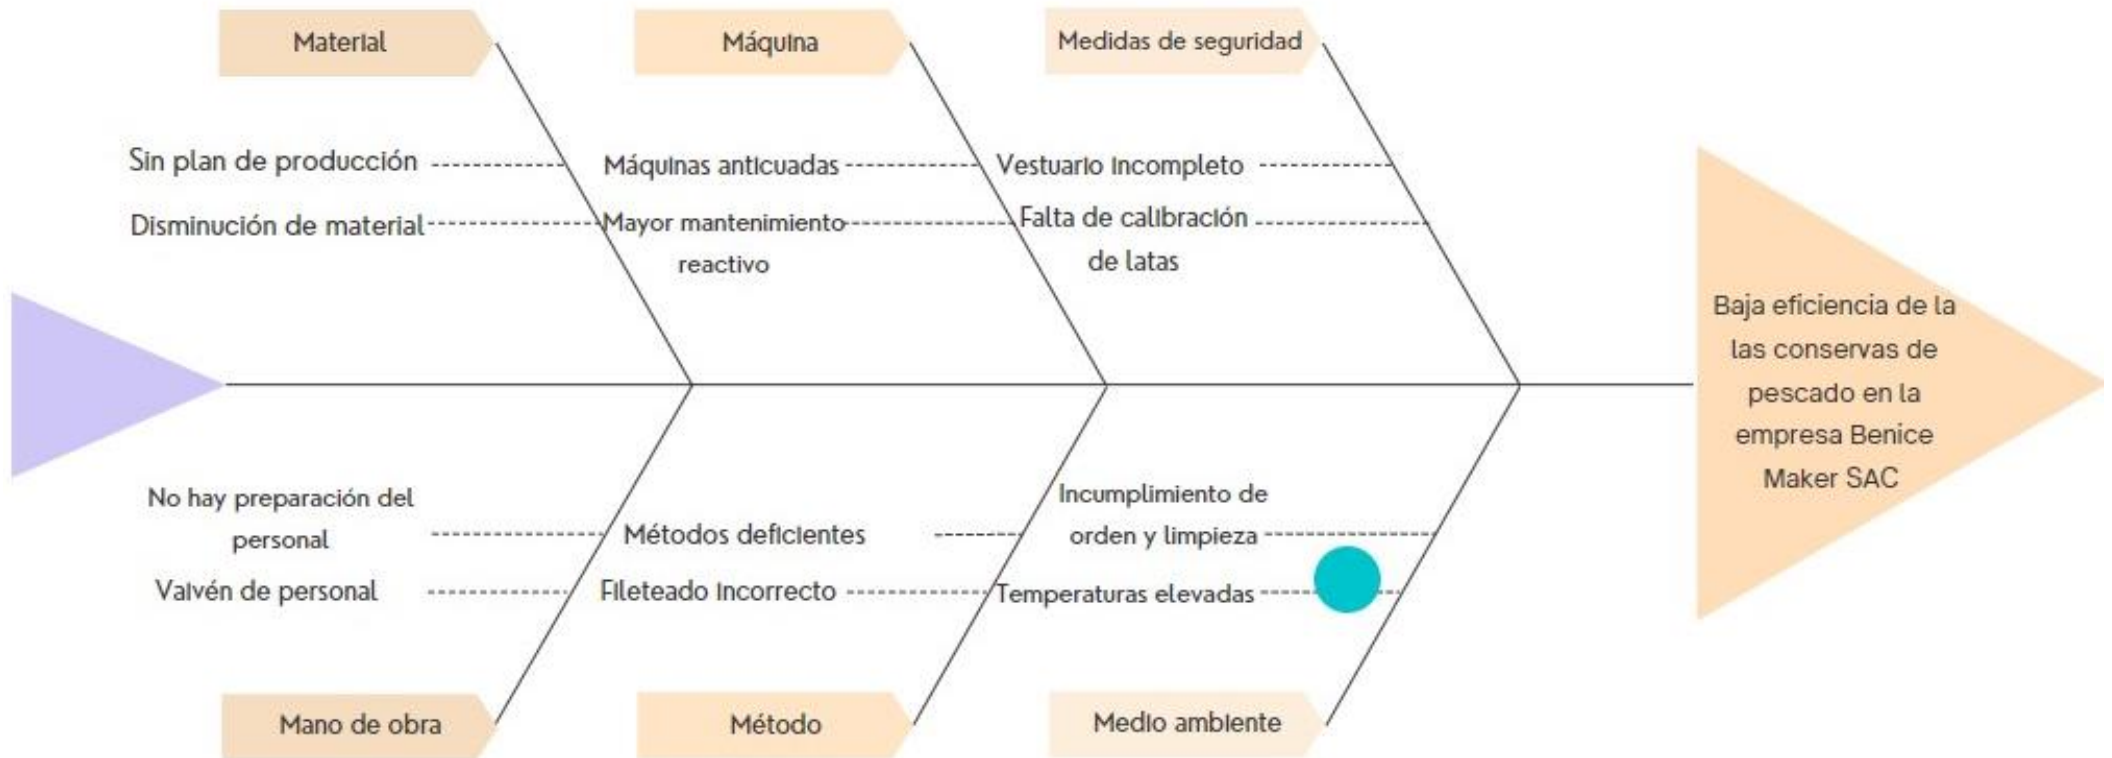 Material
Máquina
Medidas de seguridad
Sin plan de producción
Máquinas anticuadas
Vestuario incompleto
Disminución de material
Mayor mantenimiento
reactivo
Falta de calibración
de latas
Baja eficiencia de la
las conservas de
pescado en la
empresa Benice
Maker SAC
No hay preparación del
personal
Métodos deficientes
Incumplimiento de
orden y limpieza
Vaivén de personal
Fileteado incorrecto
Temperaturas elevadas
Mano de obra
Método
Medio ambiente